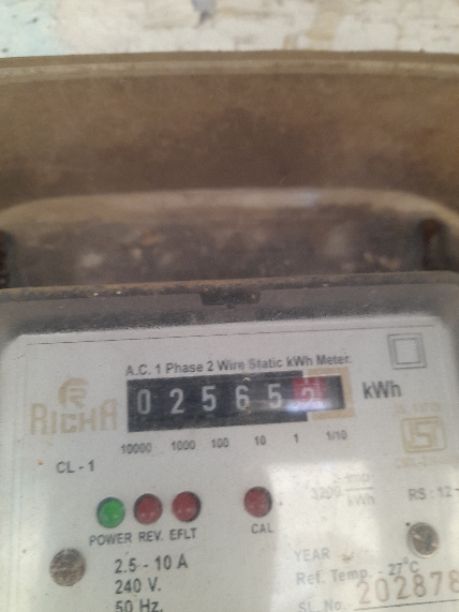 A.C. 1 Phase 2 Wire Static kWh Meter.
RICHA
0 2 5 6 5
kWh
10000 1000 100 10 1 1/10
CL - 1
3200 imp/kWh
RS : 12-
POWER REV. EFLT CAL
2.5 - 10 A
240 V.
50 Hz.
YEAR
Ref. Temp. - 27°C
SL. No. 202878